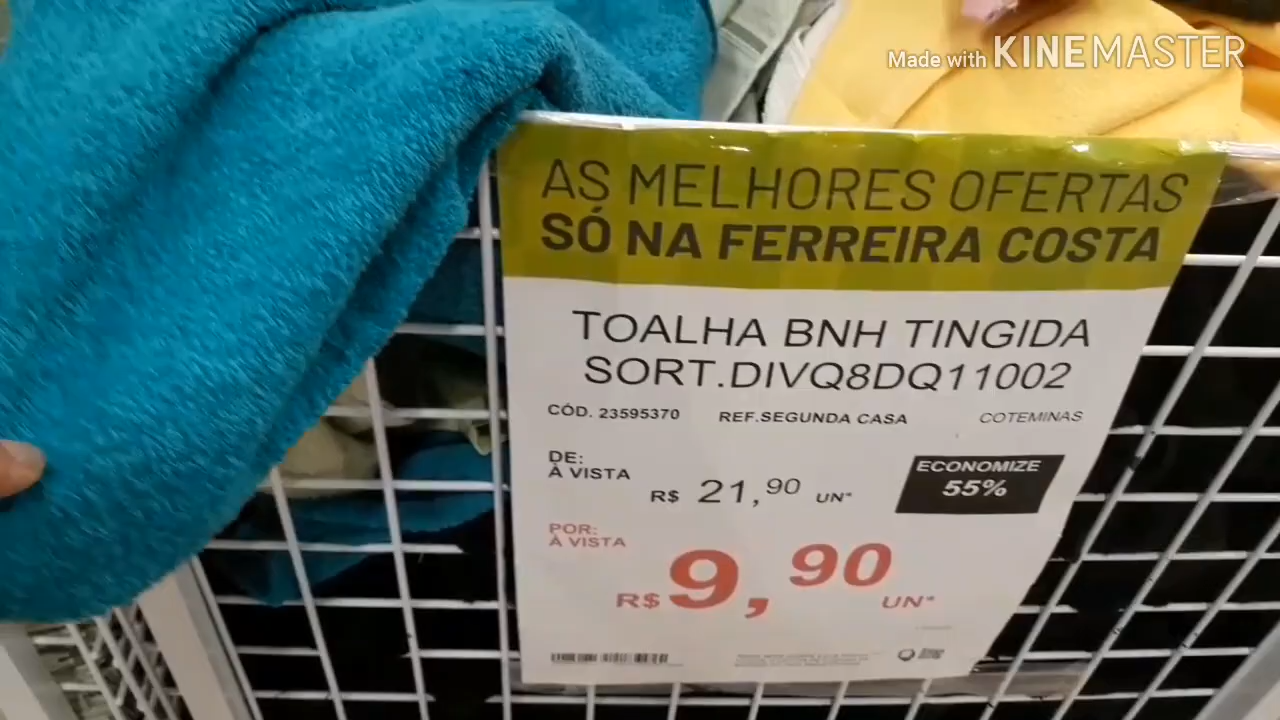 Made with KINEMASTER
AS MELHORES OFERTAS
SÓ NA FERREIRA COSTA
TOALHA BNH TINGIDA
SORT.DIVQ8DQ11002
CÓD. 23595370 REF.SEGUNDA CASA COTEMINAS
DE:
À VISTA
R$ 21,90 UN*
ECONOMIZE
55%
POR:
À VISTA
R$ 9,90 UN*